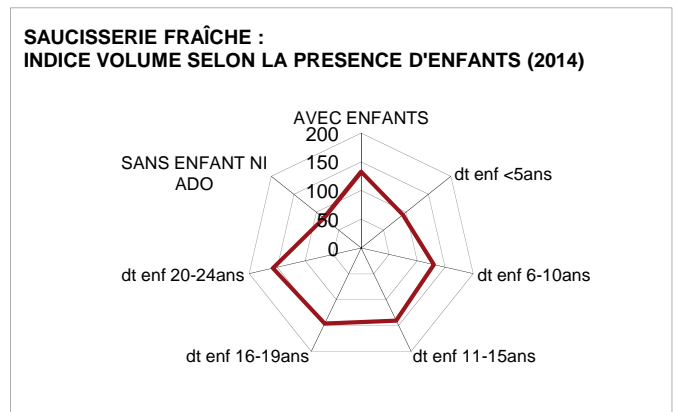 SAUCISSERIE FRAÎCHE :
INDICE VOLUME SELON LA PRESENCE D'ENFANTS (2014)
AVEC ENFANTS
200
150
100
50
0
dt enf <5ans
dt enf 6-10ans
dt enf 11-15ans
dt enf 16-19ans
dt enf 20-24ans
SANS ENFANT NI
ADO